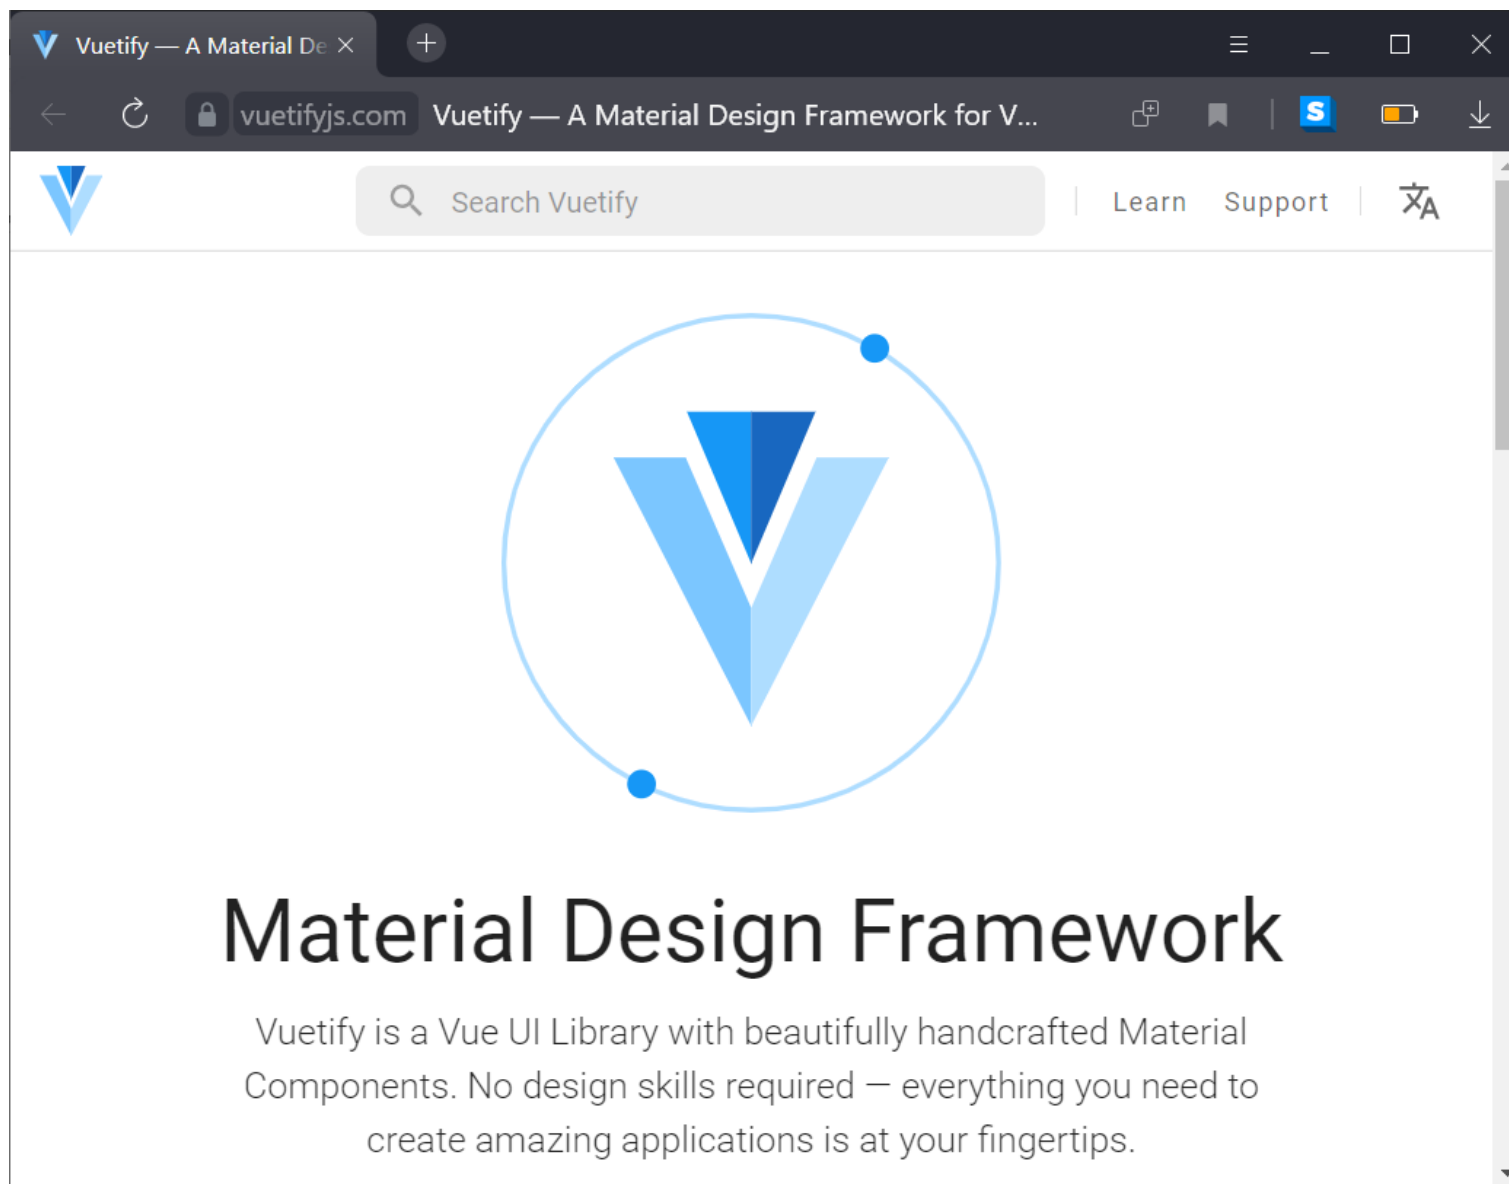 Vuetify — A Material De
vuetifyjs.com Vuetify — A Material Design Framework for V...
S
Search Vuetify
Learn Support
Material Design Framework
Vuetify is a Vue UI Library with beautifully handcrafted Material
Components. No design skills required — everything you need to
create amazing applications is at your fingertips.